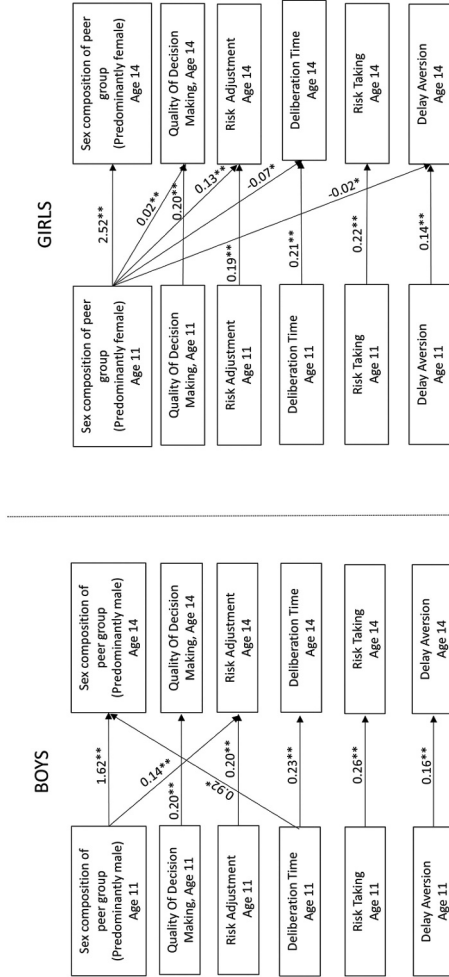 BOYS
Sex composition of
peer group
(Predominantly male)
Age 11
Sex composition of
peer group
(Predominantly male)
Age 14
1.62**
0.14**
Quality Of Decision
Making, Age 11
Quality Of Decision
Making, Age 14
0.20**
Risk Adjustment
Age 11
Risk Adjustment
Age 14
0.20**
0.92*
Deliberation Time
Age 11
Deliberation Time
Age 14
0.23**
Risk Taking
Age 11
Risk Taking
Age 14
0.26**
Delay Aversion
Age 11
Delay Aversion
Age 14
0.16**
GIRLS
Sex composition of peer
group
(Predominantly female)
Age 11
Sex composition of peer
group
(Predominantly female)
Age 14
2.52**
0.02**
0.13**
-0.07*
-0.02*
Quality Of Decision
Making, Age 11
Quality Of Decision
Making, Age 14
0.20**
Risk Adjustment
Age 11
Risk Adjustment
Age 14
0.19**
Deliberation Time
Age 11
Deliberation Time
Age 14
0.21**
Risk Taking
Age 11
Risk Taking
Age 14
0.22**
Delay Aversion
Age 11
Delay Aversion
Age 14
0.14**